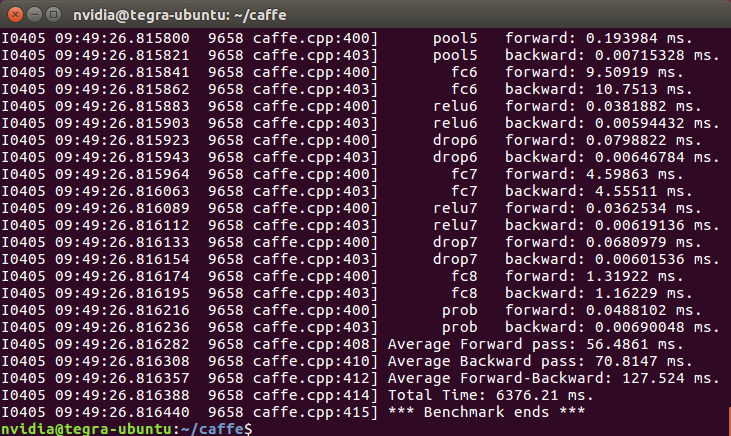 nvidia@tegra-ubuntu: ~/caffe
I0405 09:49:26.815800  9658 caffe.cpp:400]      pool5   forward: 0.193984 ms.
I0405 09:49:26.815821  9658 caffe.cpp:403]      pool5   backward: 0.00715328 ms.
I0405 09:49:26.815841  9658 caffe.cpp:400]        fc6   forward: 9.50919 ms.
I0405 09:49:26.815862  9658 caffe.cpp:403]        fc6   backward: 10.7513 ms.
I0405 09:49:26.815883  9658 caffe.cpp:400]      relu6   forward: 0.0381882 ms.
I0405 09:49:26.815903  9658 caffe.cpp:403]      relu6   backward: 0.00594432 ms.
I0405 09:49:26.815923  9658 caffe.cpp:400]      drop6   forward: 0.0798822 ms.
I0405 09:49:26.815943  9658 caffe.cpp:403]      drop6   backward: 0.00646784 ms.
I0405 09:49:26.815964  9658 caffe.cpp:400]        fc7   forward: 4.59863 ms.
I0405 09:49:26.816063  9658 caffe.cpp:403]        fc7   backward: 4.55511 ms.
I0405 09:49:26.816089  9658 caffe.cpp:400]      relu7   forward: 0.0362534 ms.
I0405 09:49:26.816112  9658 caffe.cpp:403]      relu7   backward: 0.00619136 ms.
I0405 09:49:26.816133  9658 caffe.cpp:400]      drop7   forward: 0.0680979 ms.
I0405 09:49:26.816154  9658 caffe.cpp:403]      drop7   backward: 0.00601536 ms.
I0405 09:49:26.816174  9658 caffe.cpp:400]        fc8   forward: 1.31922 ms.
I0405 09:49:26.816195  9658 caffe.cpp:403]        fc8   backward: 1.16229 ms.
I0405 09:49:26.816216  9658 caffe.cpp:400]       prob   forward: 0.0488102 ms.
I0405 09:49:26.816236  9658 caffe.cpp:403]       prob   backward: 0.00690048 ms.
I0405 09:49:26.816282  9658 caffe.cpp:408] Average Forward pass: 56.4861 ms.
I0405 09:49:26.816308  9658 caffe.cpp:410] Average Backward pass: 70.8147 ms.
I0405 09:49:26.816357  9658 caffe.cpp:412] Average Forward-Backward: 127.524 ms.
I0405 09:49:26.816388  9658 caffe.cpp:414] Total Time: 6376.21 ms.
I0405 09:49:26.816440  9658 caffe.cpp:415] *** Benchmark ends ***
nvidia@tegra-ubuntu:~/caffe$